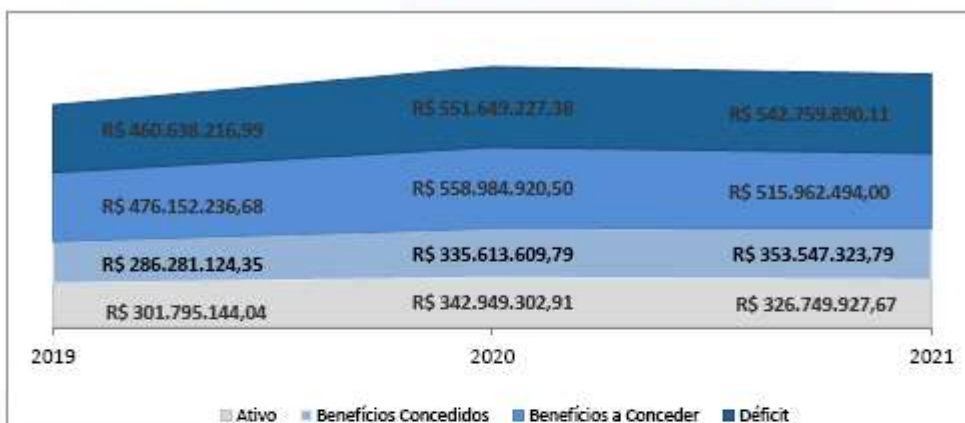 R$ 460.638.216,99 R$ 551.649.227,38 R$ 542.759.890,11
R$ 476.152.236,68 R$ 558.984.920,50 R$ 515.962.494,00
R$ 286.281.124,35 R$ 335.613.609,79 R$ 353.547.323,79
R$ 301.795.144,04 R$ 342.949.302,91 R$ 326.749.927,67
2019 2020 2021
Ativo Benefícios Concedidos Benefícios a Conceder Déficit